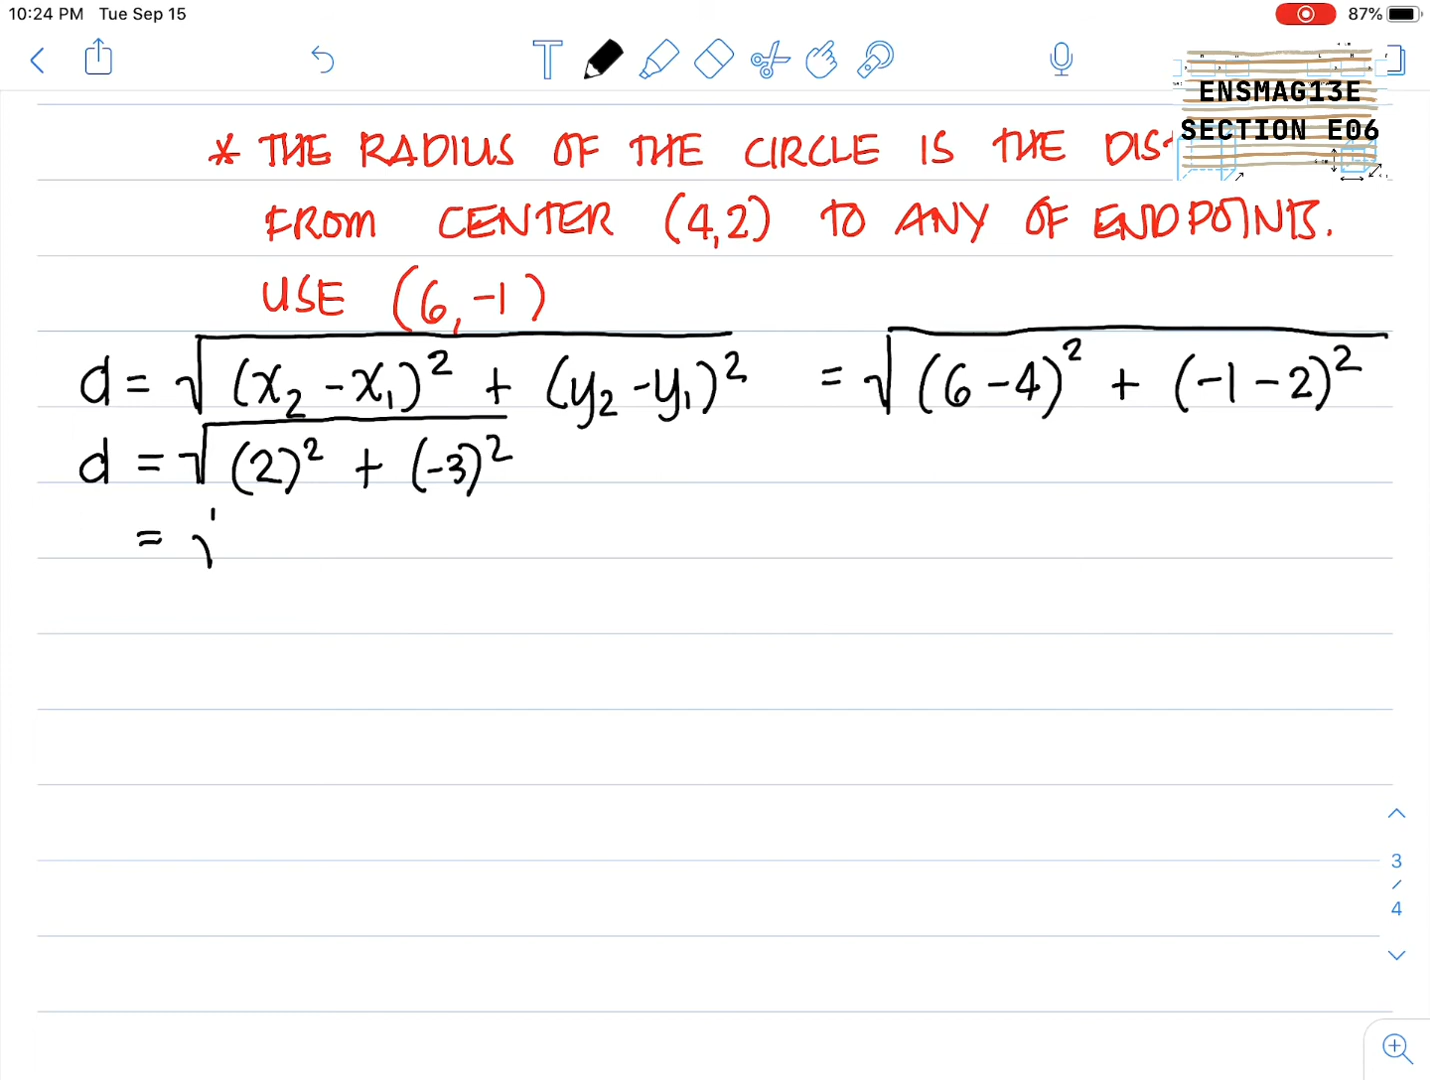 10:24 PM Tue Sep 15 87%
ENSMAG13E
SECTION E06
* THE RADIUS OF THE CIRCLE IS THE DIS
FROM CENTER (4,2) TO ANY OF ENDPOINTS.
USE (6,-1)
d = √(x₂ - x₁)² + (y₂ - y₁)² = √(6 - 4)² + (-1 - 2)²
d = √(2)² + (-3)²
= √
3
/
4